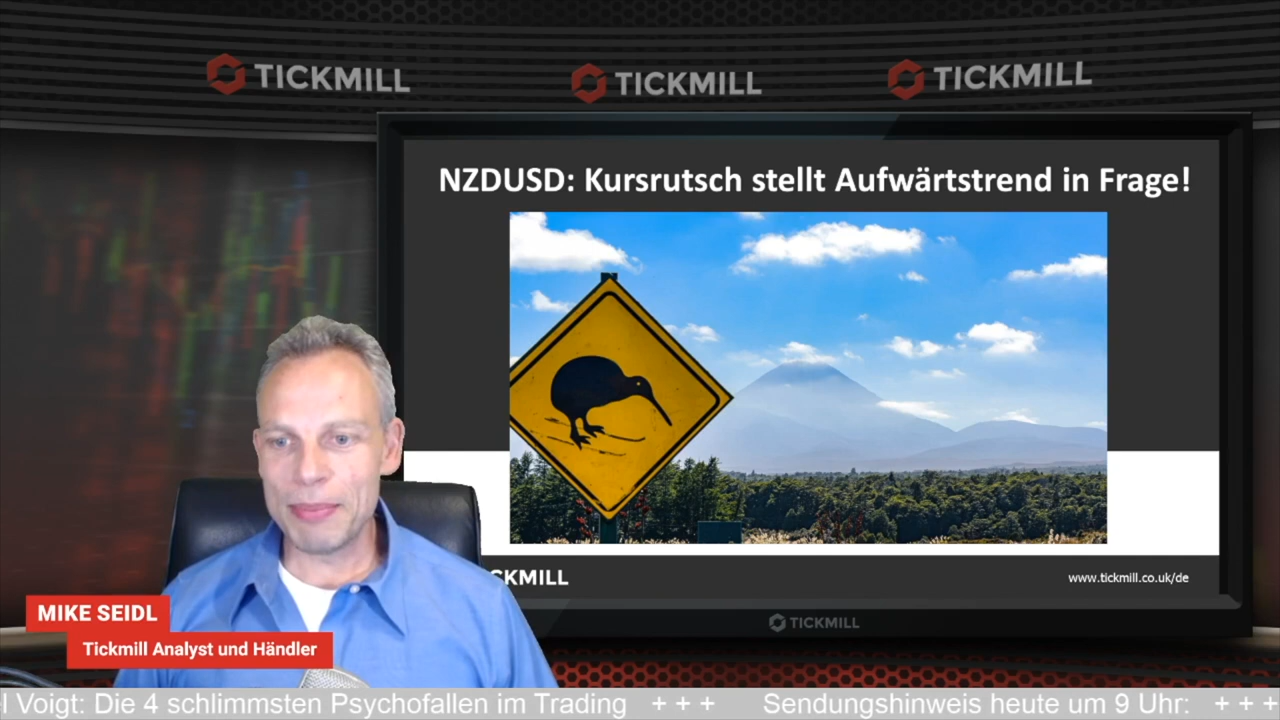 TICKMILL TICKMILL TICKMILL
NZDUSD: Kursrutsch stellt Aufwärtstrend in Frage!
CKMILL
www.tickmill.co.uk/de
TICKMILL
MIKE SEIDL
Tickmill Analyst und Händler
l Voigt: Die 4 schlimmsten Psychofallen im Trading +++ Sendungshinweis heute um 9 Uhr: +++